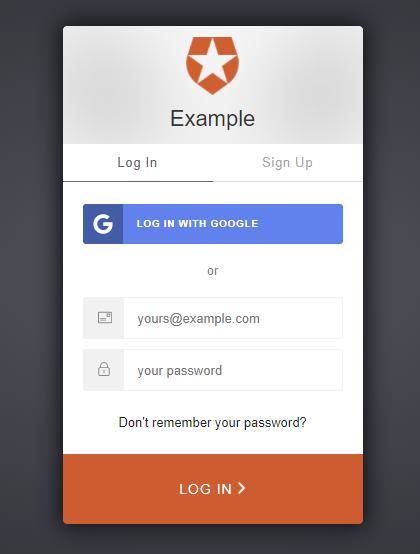 Example
Log In
Sign Up
LOG IN WITH GOOGLE
or
yours@example.com
your password
Don't remember your password?
LOG IN